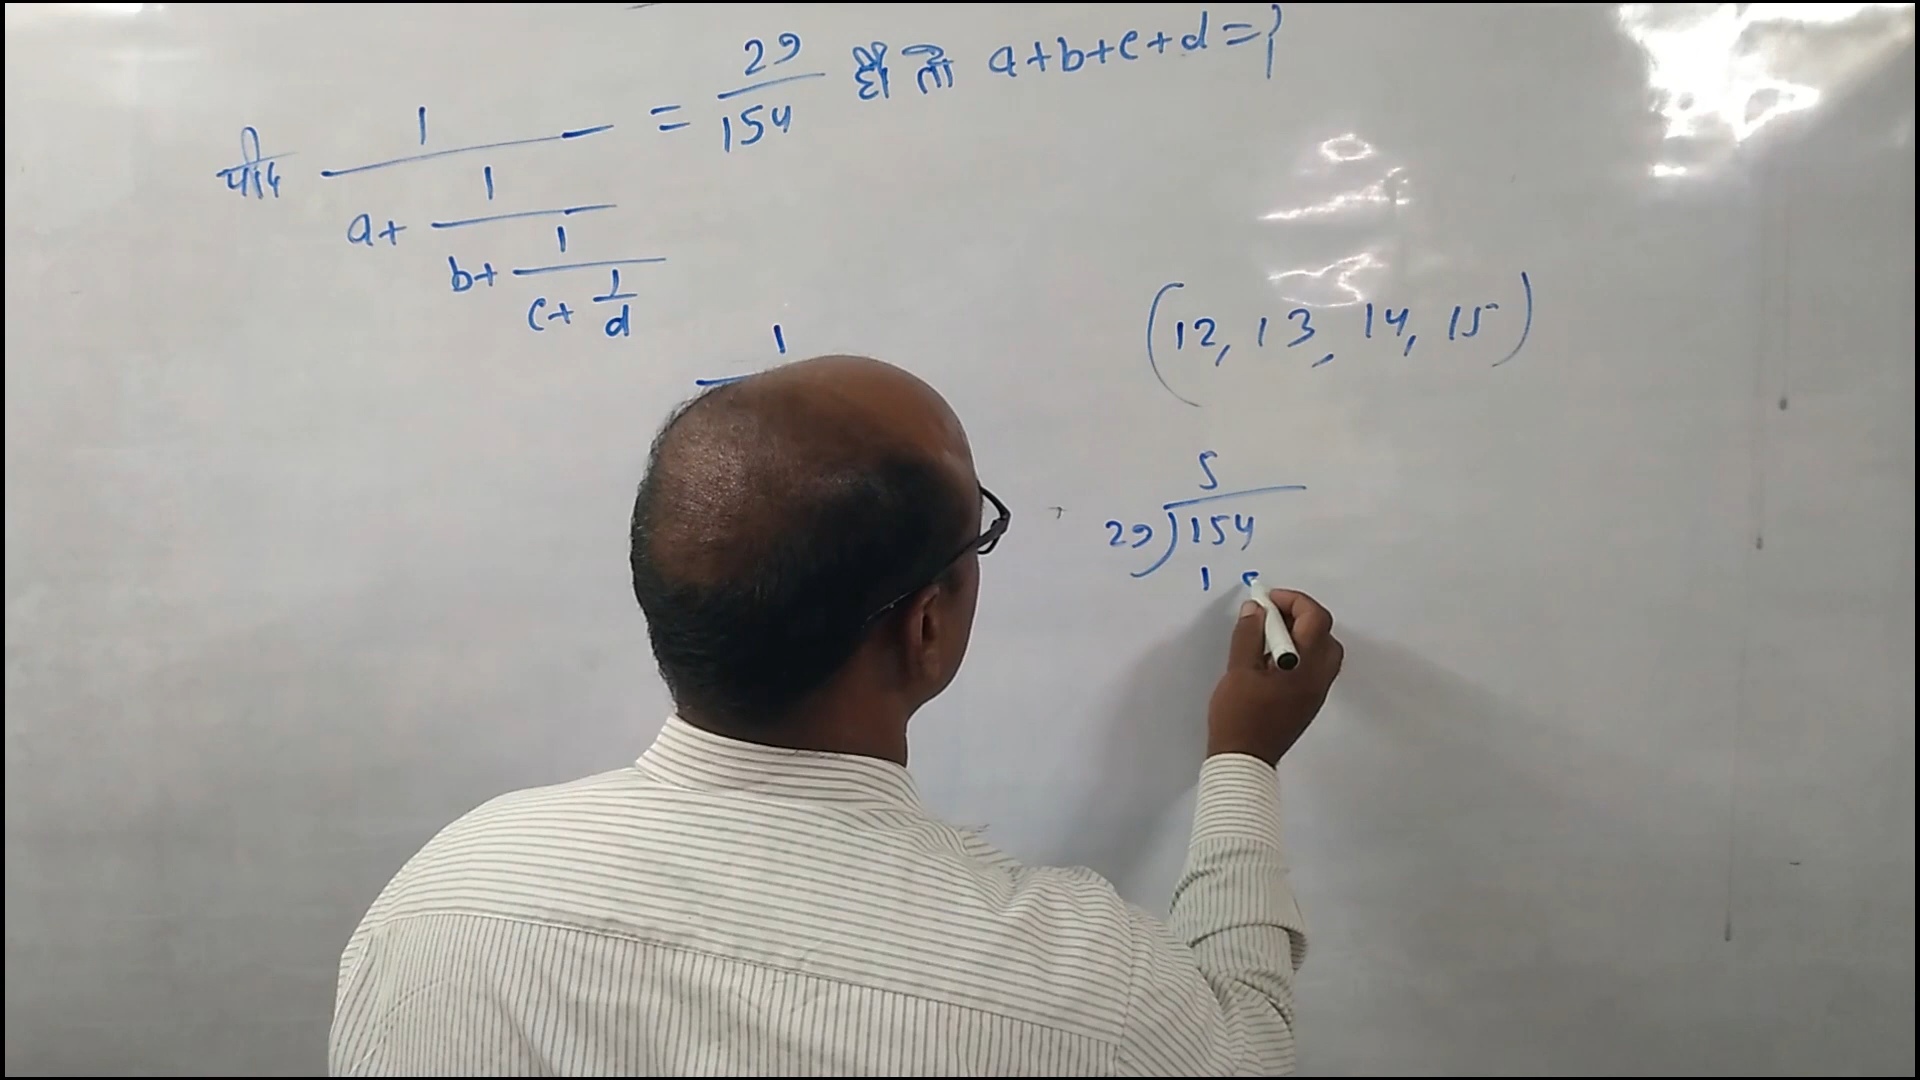 यदि 1/(a+1/(b+1/(c+1/d))) = 29/154 हो तो a+b+c+d=?
1
(12, 13, 14, 15)
5
29)154
1